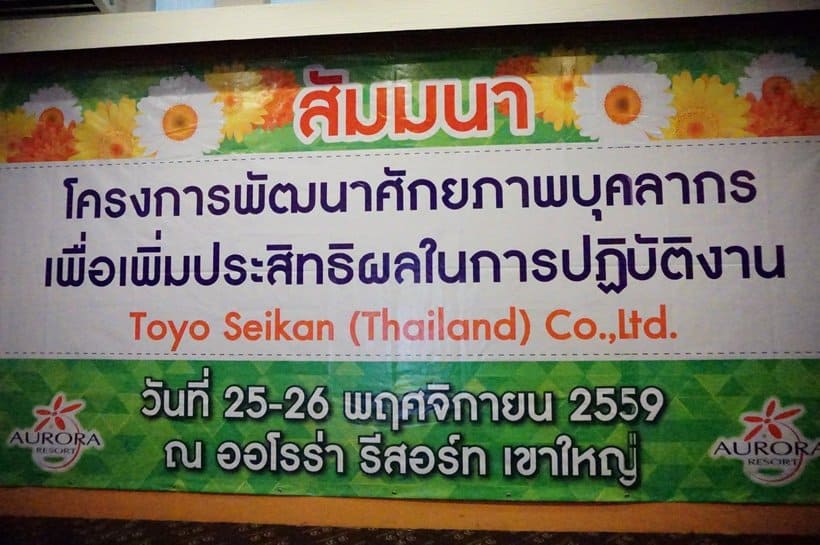 สัมมนา
โครงการพัฒนาศักยภาพบุคลากร
เพื่อเพิ่มประสิทธิผลในการปฏิบัติงาน
Toyo Seikan (Thailand) Co.,Ltd.
วันที่ 25-26 พฤศจิกายน 2559
ณ ออโรร่า รีสอร์ท เขาใหญ่
AURORA
RESORT
AURORA
RESORT